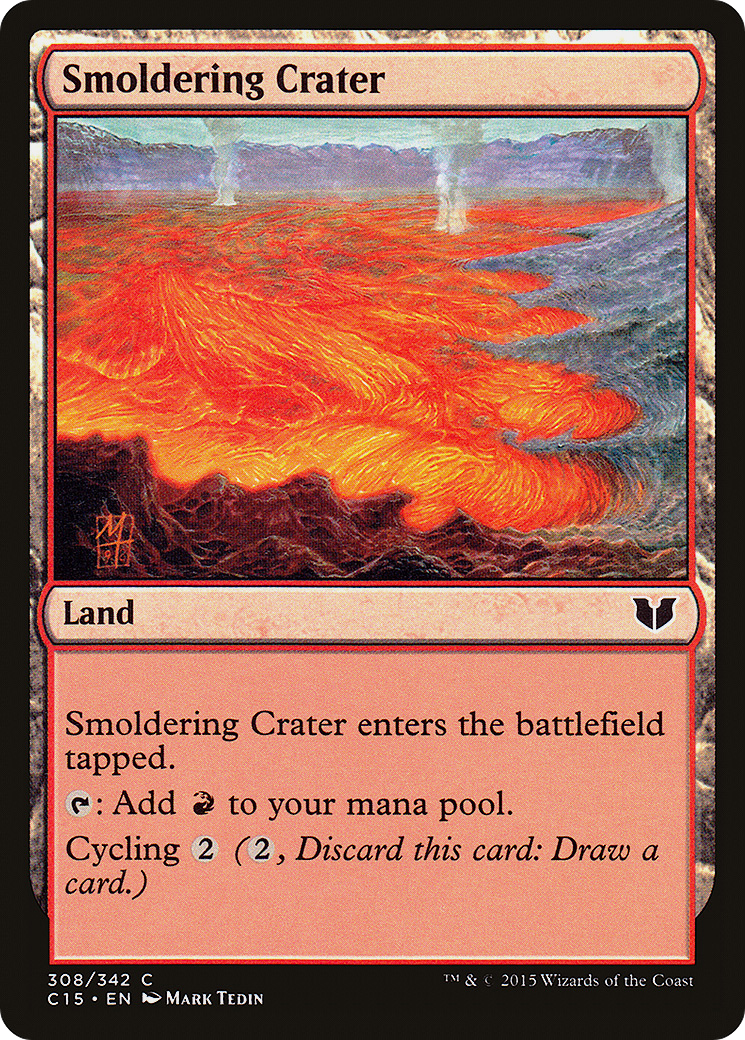 Smoldering Crater
Land
Smoldering Crater enters the battlefield
tapped.
: Add to your mana pool.
Cycling 2 (2, Discard this card: Draw a
card.)
308/342 C
™ & © 2015 Wizards of the Coast
C15 • EN Mark Tedin